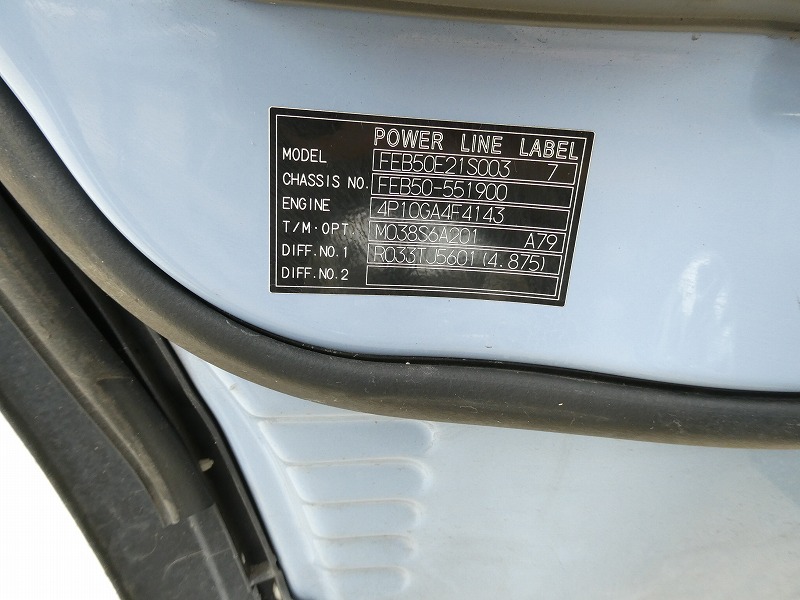 POWER LINE LABEL
MODEL FEB50E21S003 7
CHASSIS NO. FEB50-551900
ENGINE 4P10GA4F4143
T/M·OPT. M038S6A201 A79
DIFF.NO.1 R033TJ5601(4.875)
DIFF.NO.2